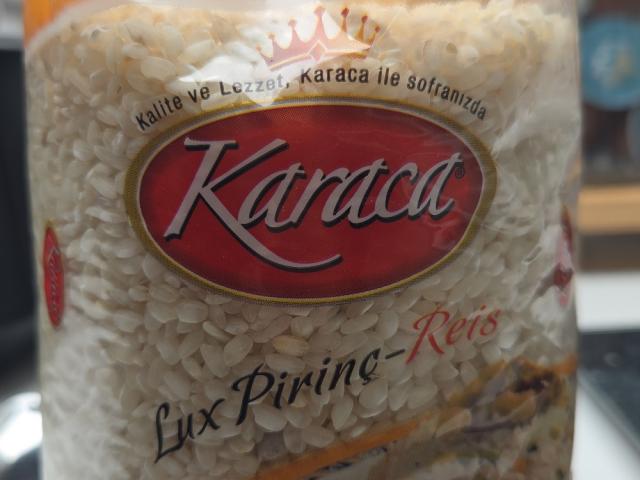 Kalite ve Lezzet, Karaca ile sofranızda
Karaca®
Lux Pirinç-Reis